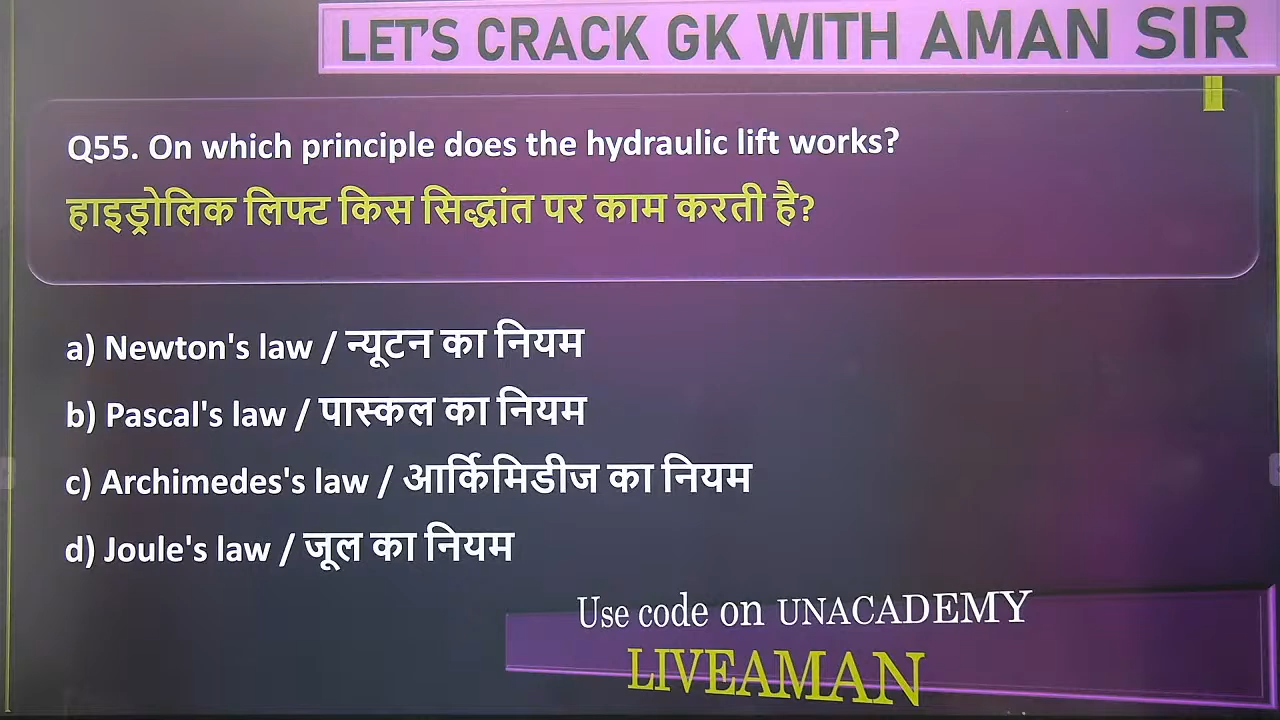 LET'S CRACK GK WITH AMAN SIR
Q55. On which principle does the hydraulic lift works?
हाइड्रोलिक लिफ्ट किस सिद्धांत पर काम करती है?
a) Newton's law / न्यूटन का नियम
b) Pascal's law / पास्कल का नियम
c) Archimedes's law / आर्किमिडीज का नियम
d) Joule's law / जूल का नियम
Use code on UNACADEMY
LIVEAMAN